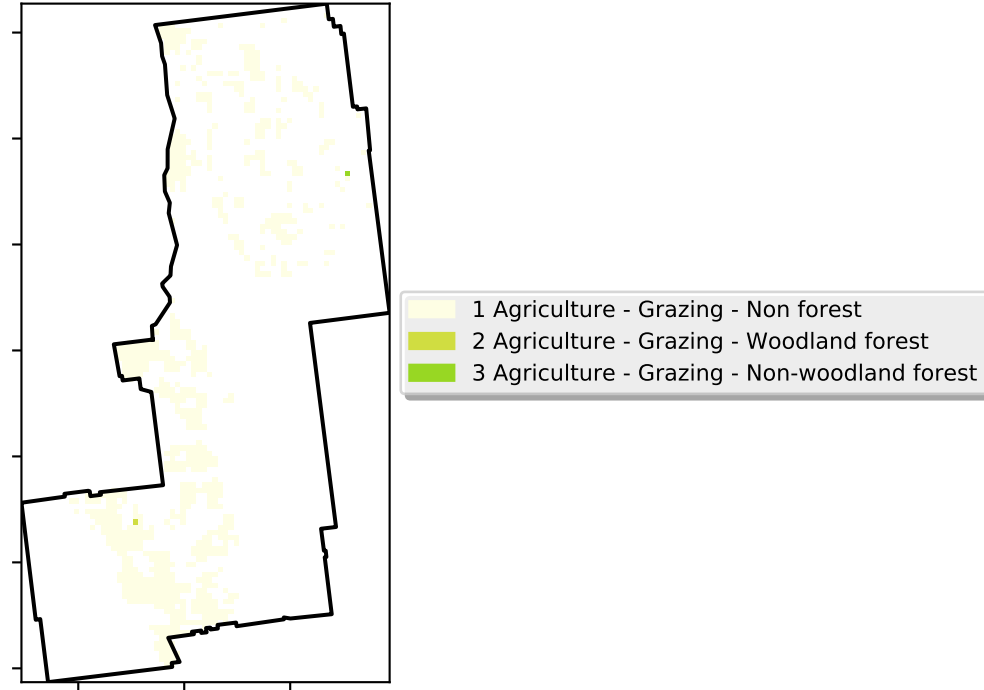 1 Agriculture - Grazing - Non forest
2 Agriculture - Grazing - Woodland forest
3 Agriculture - Grazing - Non-woodland forest